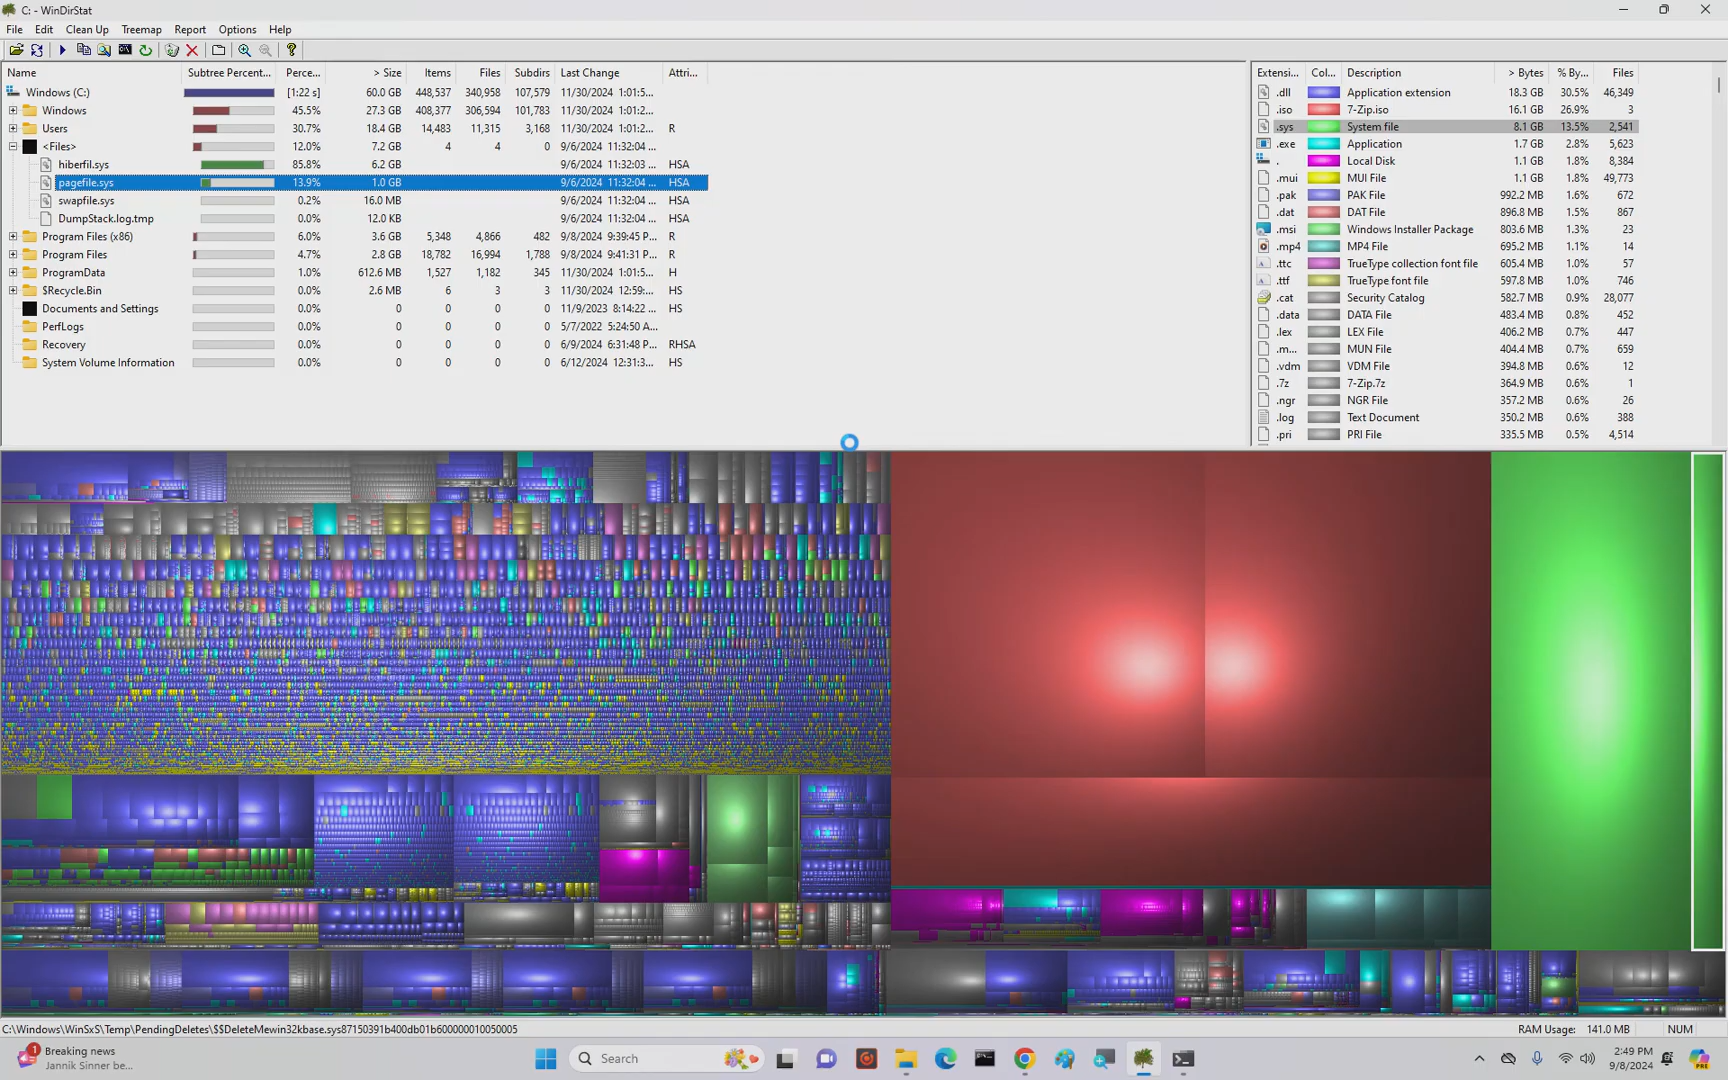 C: - WinDirStat
File Edit Clean Up Treemap Report Options Help
Name Subtree Percent... Perce... > Size Items Files Subdirs Last Change Attri...
Windows (C:) [1:22 s] 60.0 GB 448,537 340,958 107,579 11/30/2024 1:01:5...
Windows 45.5% 27.3 GB 408,377 306,594 101,783 11/30/2024 1:01:2...
Users 30.7% 18.4 GB 14,483 11,315 3,168 11/30/2024 1:01:2... R
<Files> 12.0% 7.2 GB 4 4 0 9/6/2024 11:32:04 ...
hiberfil.sys 85.8% 6.2 GB 9/6/2024 11:32:03 ... HSA
pagefile.sys 13.9% 1.0 GB 9/6/2024 11:32:04 ... HSA
swapfile.sys 0.2% 16.0 MB 9/6/2024 11:32:04 ... HSA
DumpStack.log.tmp 0.0% 12.0 KB 9/6/2024 11:32:04 ... HSA
Program Files (x86) 6.0% 3.6 GB 5,348 4,866 482 9/8/2024 9:39:45 P... R
Program Files 4.7% 2.8 GB 18,782 16,994 1,788 9/8/2024 9:41:31 P... R
ProgramData 1.0% 612.6 MB 1,527 1,182 345 11/30/2024 1:01:5... H
$Recycle.Bin 0.0% 2.6 MB 6 3 3 11/30/2024 12:59:... HS
Documents and Settings 0.0% 0 0 0 0 11/9/2023 8:14:22 ... HS
PerfLogs 0.0% 0 0 0 0 5/7/2022 5:24:50 A...
Recovery 0.0% 0 0 0 0 6/9/2024 6:31:48 P... RHSA
System Volume Information 0.0% 0 0 0 0 6/12/2024 12:31:3... HS
Extensi... Col... Description > Bytes % By... Files
.dll Application extension 18.3 GB 30.5% 46,349
.iso 7-Zip.iso 16.1 GB 26.9% 3
.sys System file 8.1 GB 13.5% 2,541
.exe Application 1.7 GB 2.8% 5,623
. Local Disk 1.1 GB 1.8% 8,384
.mui MUI File 1.1 GB 1.8% 49,773
.pak PAK File 992.2 MB 1.6% 672
.dat DAT File 896.8 MB 1.5% 867
.msi Windows Installer Package 803.6 MB 1.3% 23
.mp4 MP4 File 695.2 MB 1.1% 14
.ttc TrueType collection font file 605.4 MB 1.0% 57
.ttf TrueType font file 597.8 MB 1.0% 746
.cat Security Catalog 582.7 MB 0.9% 28,077
.data DATA File 483.4 MB 0.8% 452
.lex LEX File 406.2 MB 0.7% 447
.m... MUN File 404.4 MB 0.7% 659
.vdm VDM File 394.8 MB 0.6% 12
.7z 7-Zip.7z 364.9 MB 0.6% 1
.ngr NGR File 357.2 MB 0.6% 26
.log Text Document 350.2 MB 0.6% 388
.pri PRI File 335.5 MB 0.5% 4,514
C:\Windows\WinSxS\Temp\PendingDeletes\$$DeleteMewin32kbase.sys87150391b400db01b600000010050005 RAM Usage: 141.0 MB NUM
1 Breaking news
Jannik Sinner be...
Search
PRE
2:49 PM
9/8/2024